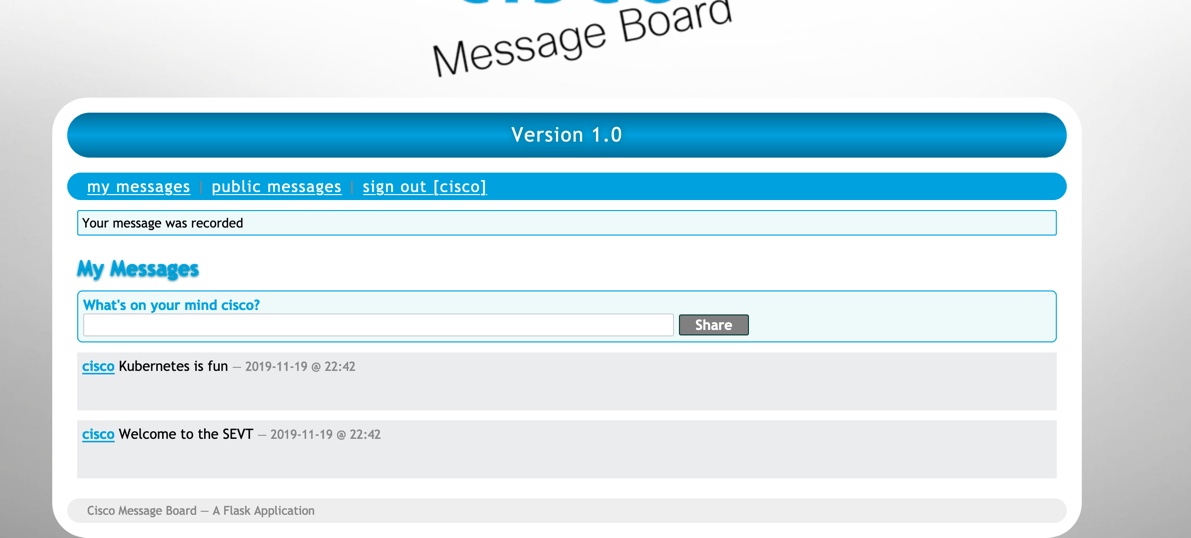 cisco
Message Board
Version 1.0
my messages | public messages | sign out [cisco]
Your message was recorded
My Messages
What's on your mind cisco?
Share
cisco Kubernetes is fun — 2019-11-19 @ 22:42
cisco Welcome to the SEVT — 2019-11-19 @ 22:42
Cisco Message Board — A Flask Application